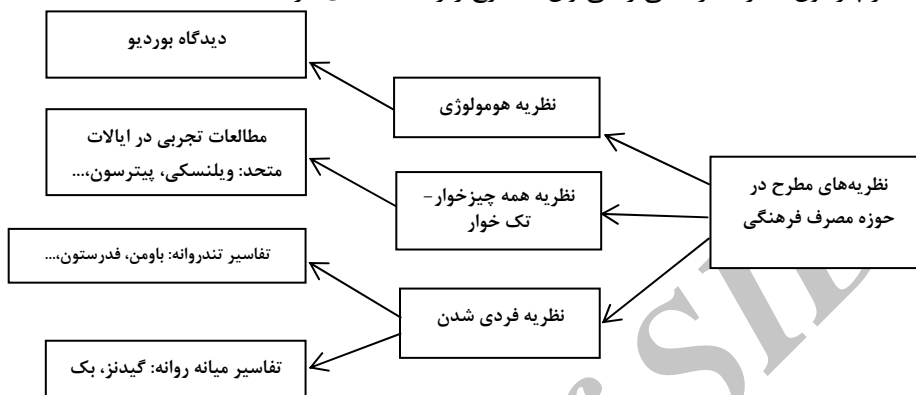 دیدگاه بوردیو
نظریه هومولوژی
مطالعات تجربی در ایالات
متحد: ویلنسکی، پیترسون،...
نظریه‌های مطرح در
حوزه مصرف فرهنگی
نظریه همه چیزخوار–
تک خوار
تفاسیر تندروانه: باومن، فدرستون،...
نظریه فردی شدن
تفاسیر میانه روانه: گیدنز، بک